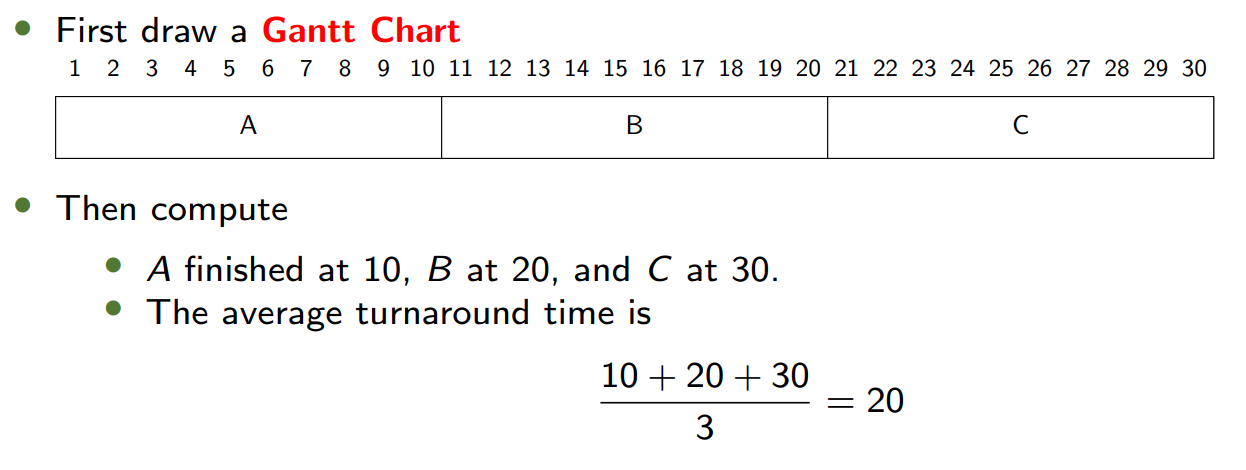 • First draw a Gantt Chart
1 2 3 4 5 6 7 8 9 10 11 12 13 14 15 16 17 18 19 20 21 22 23 24 25 26 27 28 29 30
A B C
• Then compute
• A finished at 10, B at 20, and C at 30.
• The average turnaround time is
10 + 20 + 30
= 20
3